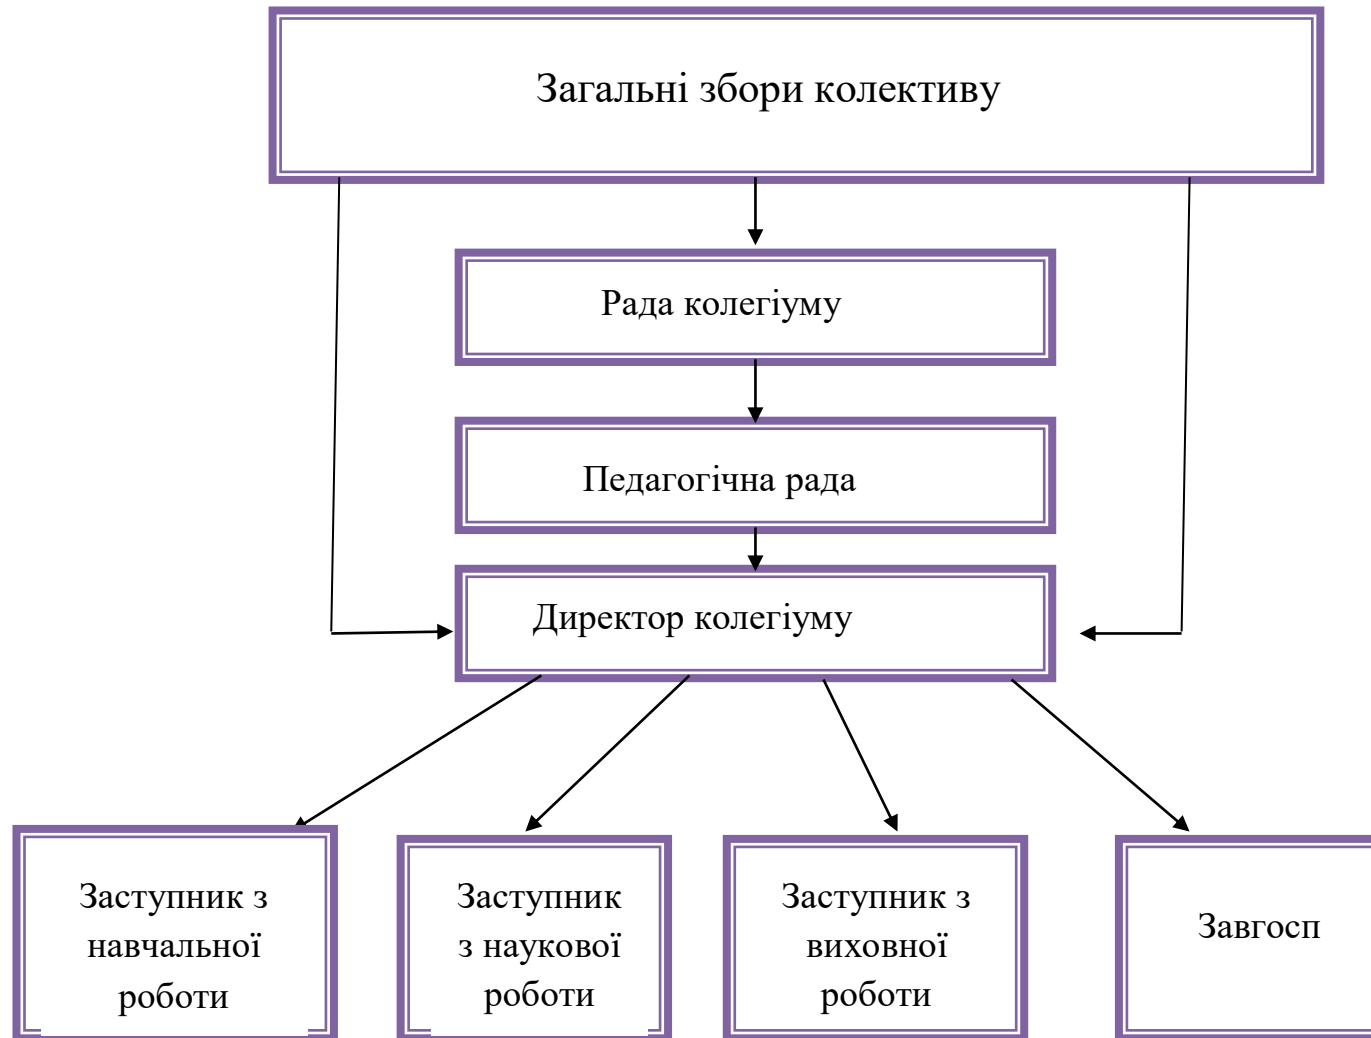 Загальні збори колективу
Рада колегіуму
Педагогічна рада
Директор колегіуму
Заступник з
навчальної
роботи
Заступник
з наукової
роботи
Заступник з
виховної
роботи
Завгосп